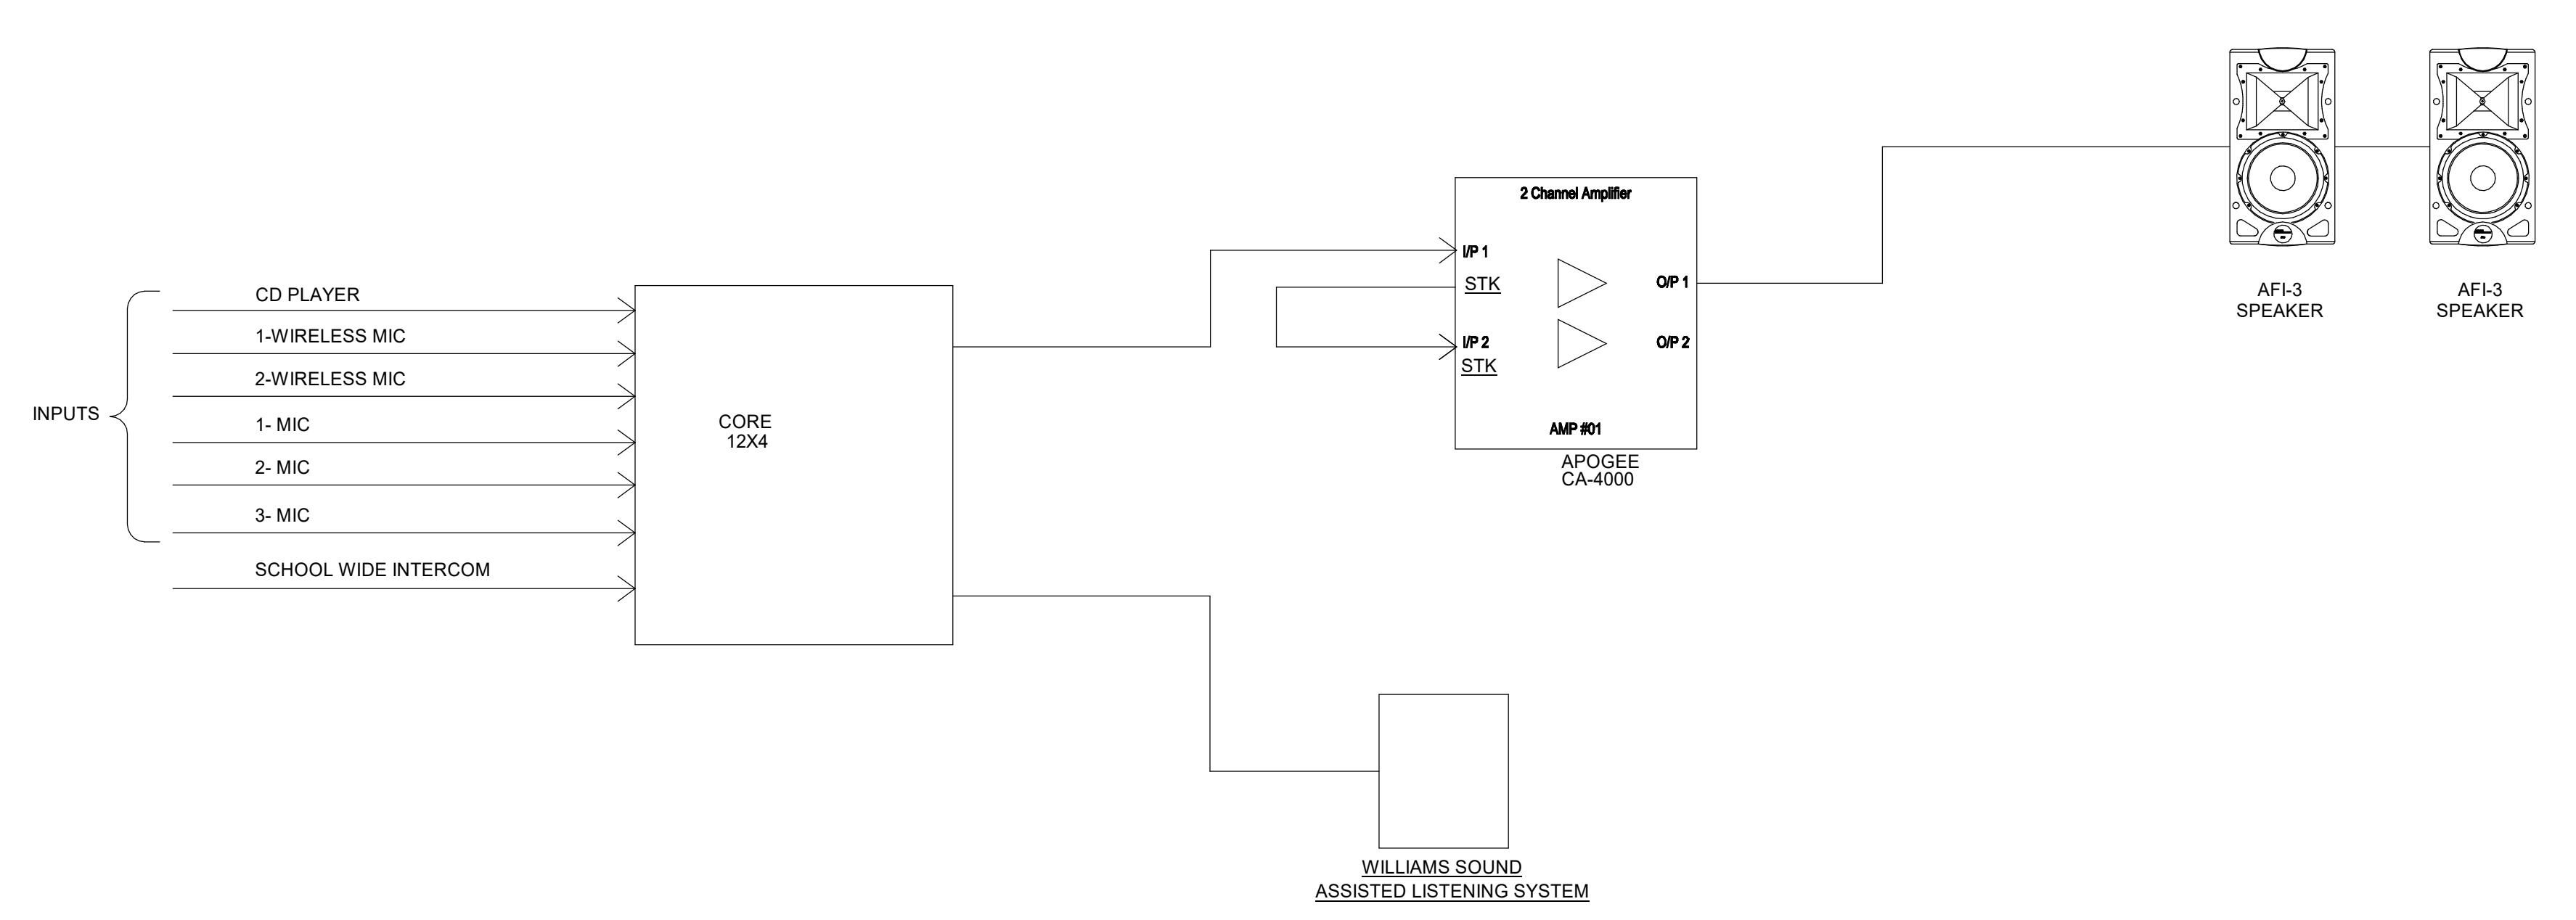 INPUTS
CD PLAYER
1-WIRELESS MIC
2-WIRELESS MIC
1- MIC
2- MIC
3- MIC
SCHOOL WIDE INTERCOM
CORE
12X4
2 Channel Amplifier
I/P 1
STK
I/P 2
STK
O/P 1
O/P 2
AMP #01
APOGEE
CA-4000
AFI-3
SPEAKER
AFI-3
SPEAKER
WILLIAMS SOUND
ASSISTED LISTENING SYSTEM